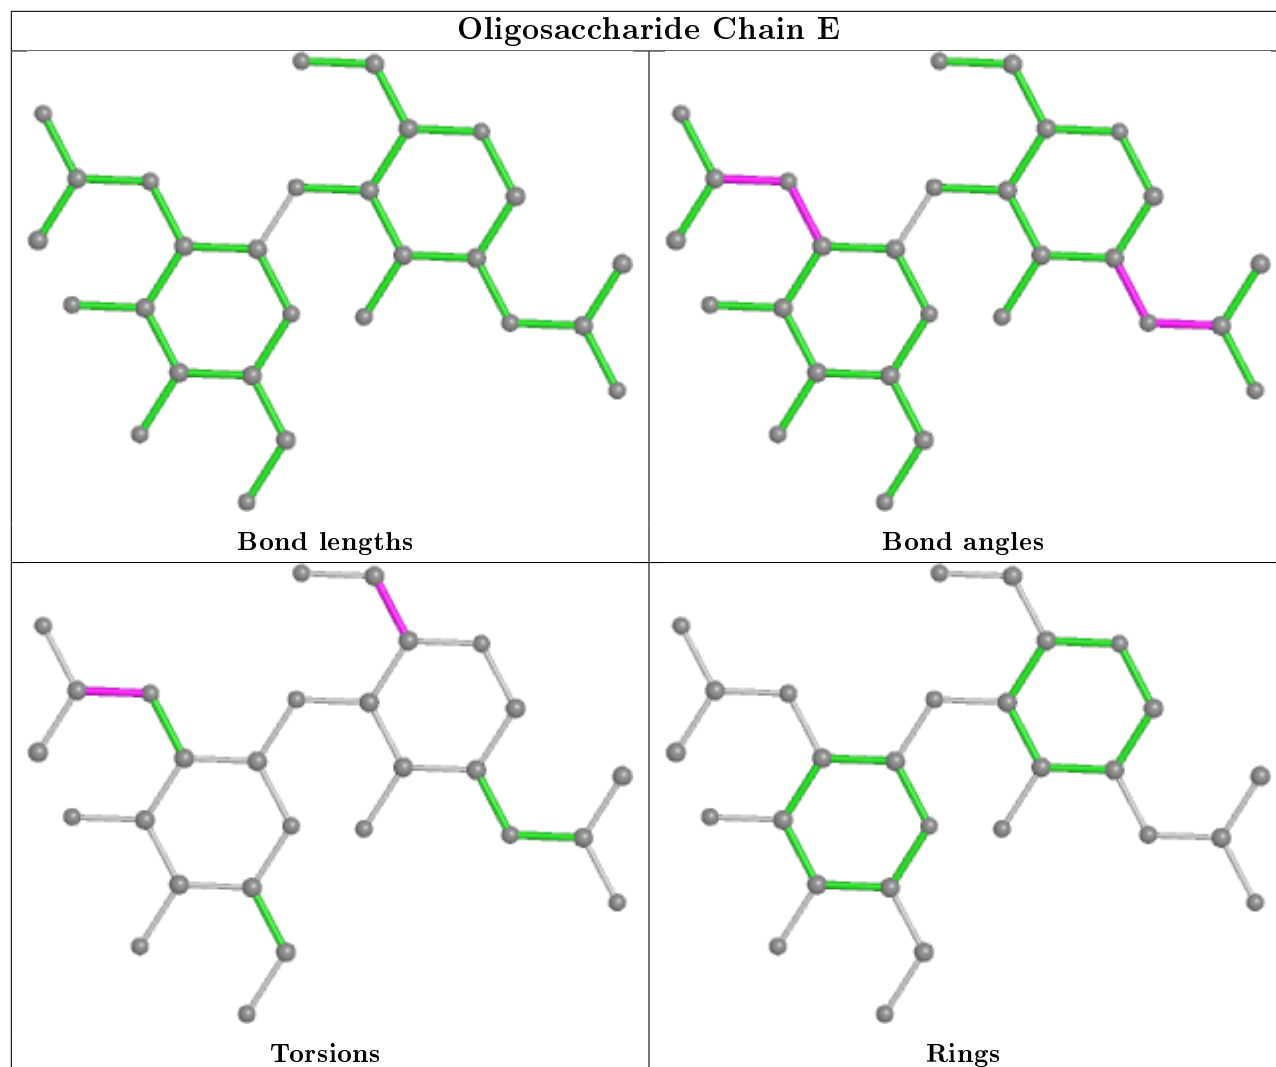 Oligosaccharide Chain E
Bond lengths
Bond angles
Torsions
Rings